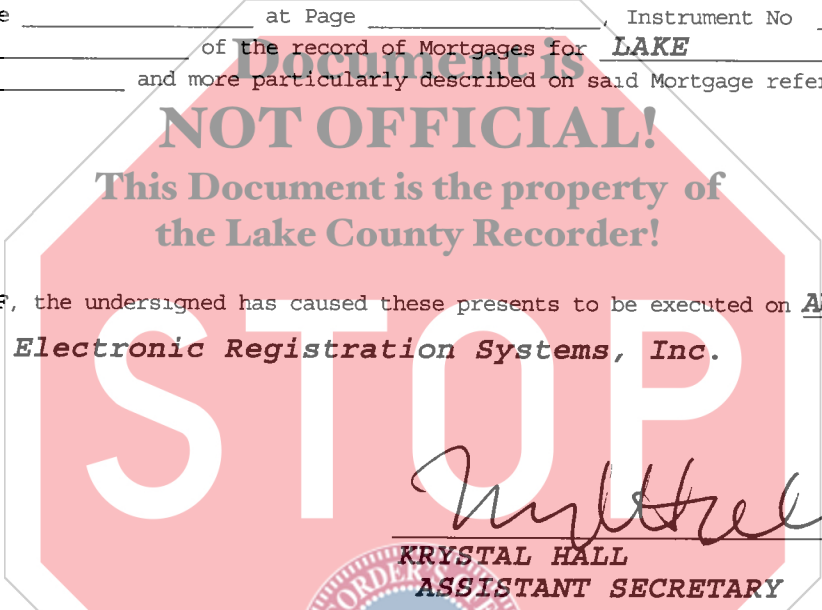 at Page , Instrument No
of the record of Mortgages for LAKE
Document is
and more particularly described on said Mortgage refer
NOT OFFICIAL!
This Document is the property of
the Lake County Recorder!
, the undersigned has caused these presents to be executed on
Electronic Registration Systems, Inc.
STOP
KRYSTAL HALL
ASSISTANT SECRETARY